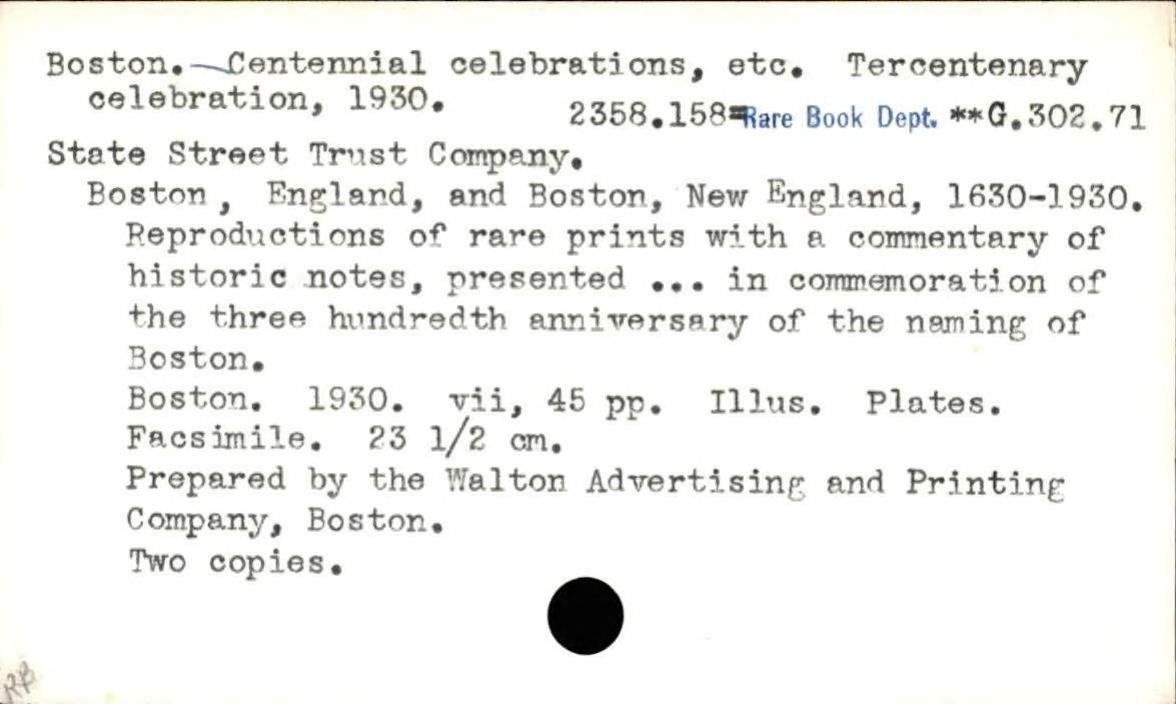 Boston. Centennial celebrations, etc. Tercentenary
celebration, 1930.
2358.158=Rare Book Dept. **G.302.71
State Street Trust Company.
Boston, England, and Boston, New England, 1630-1930.
Reproductions of rare prints with a commentary of
historic notes, presented ... in commemoration of
the three hundredth anniversary of the naming of
Boston.
Boston. 1930. vii, 45 pp. Illus. Plates.
Facsimile. 23 1/2 cm.
Prepared by the Walton Advertising and Printing
Company, Boston.
Two copies.
RB